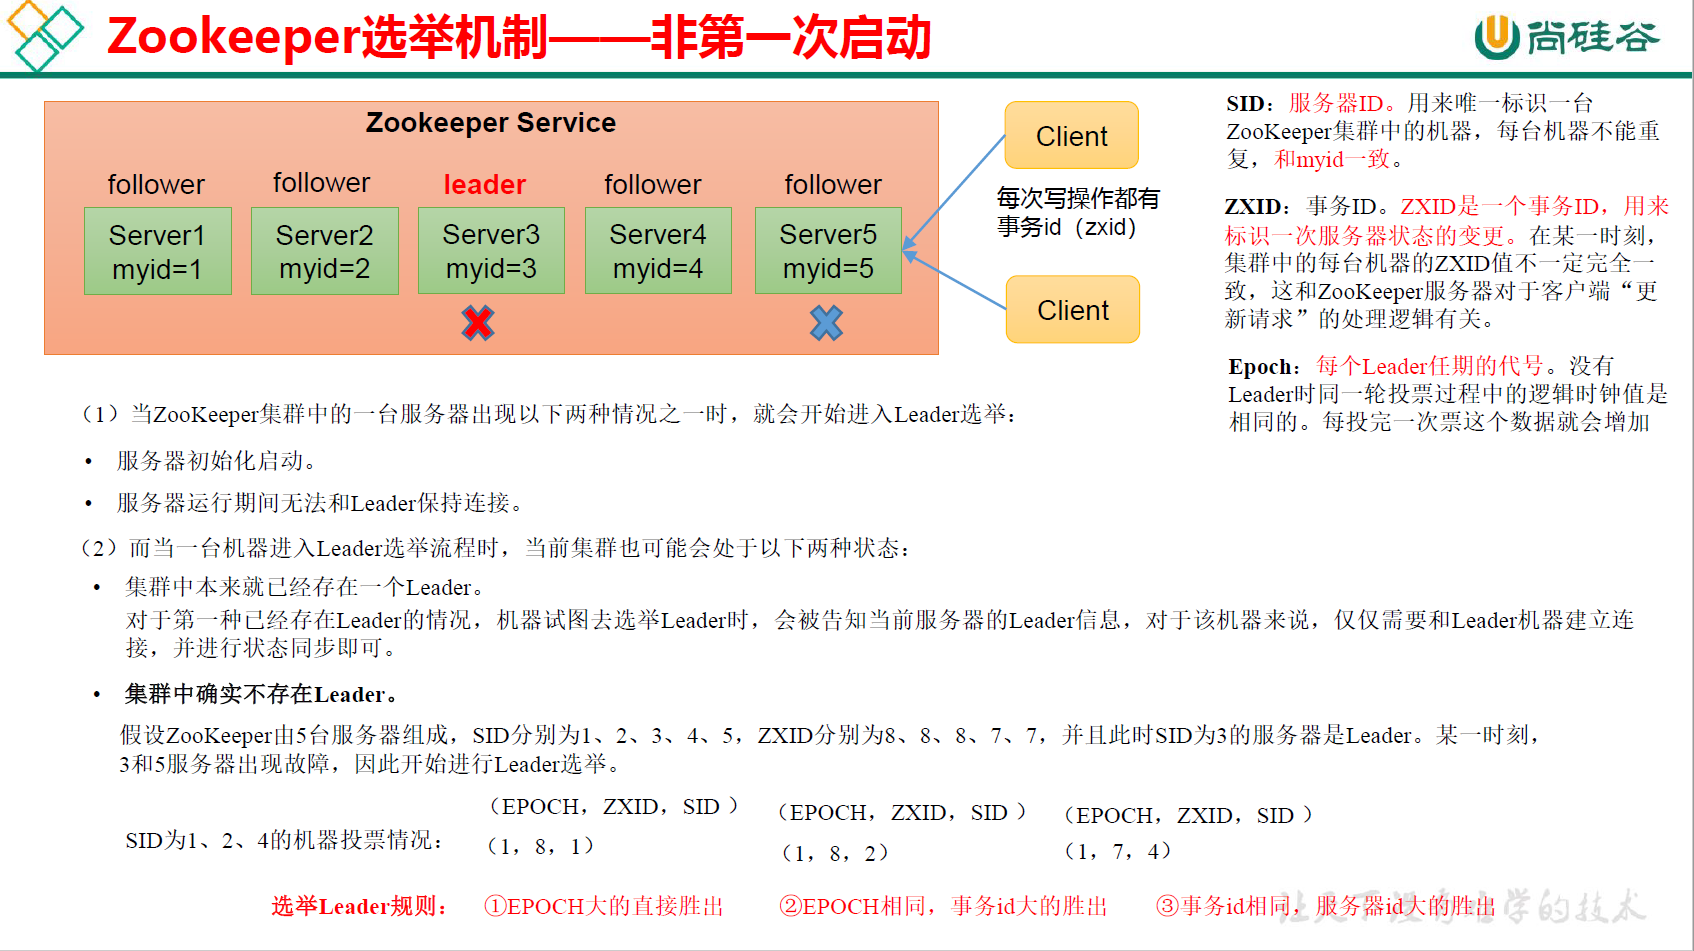 Zookeeper选举机制——非第一次启动
尚硅谷
Zookeeper Service
follower
follower
leader
follower
follower
Server1
myid=1
Server2
myid=2
Server3
myid=3
Server4
myid=4
Server5
myid=5
Client
每次写操作都有
事务id（zxid）
Client
SID：服务器ID。用来唯一标识一台
ZooKeeper集群中的机器，每台机器不能重
复，和myid一致。
ZXID：事务ID。ZXID是一个事务ID，用来
标识一次服务器状态的变更。在某一时刻，
集群中的每台机器的ZXID值不一定完全一
致，这和ZooKeeper服务器对于客户端“更
新请求”的处理逻辑有关。
Epoch：每个Leader任期的代号。没有
Leader时同一轮投票过程中的逻辑时钟值是
相同的。每投完一次票这个数据就会增加
（1）当ZooKeeper集群中的一台服务器出现以下两种情况之一时，就会开始进入Leader选举：
• 服务器初始化启动。
• 服务器运行期间无法和Leader保持连接。
（2）而当一台机器进入Leader选举流程时，当前集群也可能会处于以下两种状态：
• 集群中本来就已经存在一个Leader。
对于第一种已经存在Leader的情况，机器试图去选举Leader时，会被告知当前服务器的Leader信息，对于该机器来说，仅仅需要和Leader机器建立连
接，并进行状态同步即可。
• 集群中确实不存在Leader。
假设ZooKeeper由5台服务器组成，SID分别为1、2、3、4、5，ZXID分别为8、8、8、7、7，并且此时SID为3的服务器是Leader。某一时刻，
3和5服务器出现故障，因此开始进行Leader选举。
SID为1、2、4的机器投票情况：
（EPOCH，ZXID，SID ）
（1，8，1）
（EPOCH，ZXID，SID ）
（1，8，2）
（EPOCH，ZXID，SID ）
（1，7，4）
选举Leader规则： ①EPOCH大的直接胜出 ②EPOCH相同，事务id大的胜出 ③事务id相同，服务器id大的胜出
让天下没有难学的技术